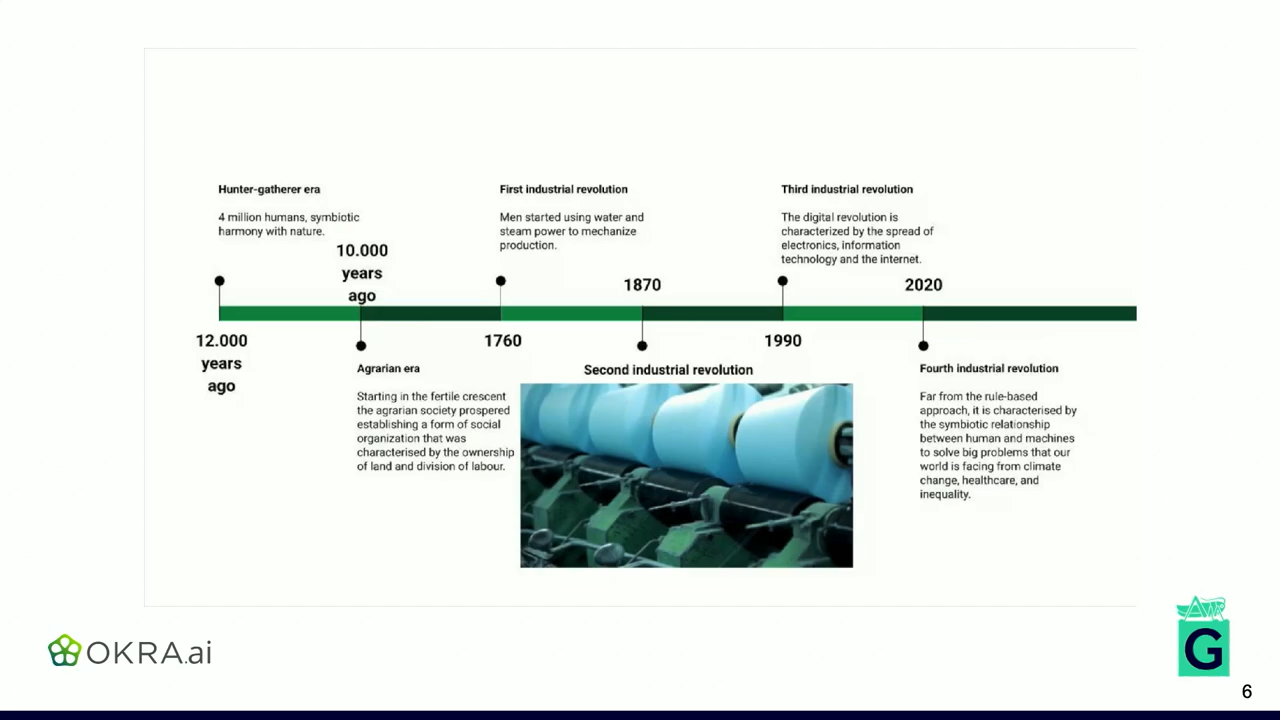 Hunter-gatherer era
4 million humans, symbiotic
harmony with nature.
10.000
years
ago
12.000
years
ago
Agrarian era
Starting in the fertile crescent
the agrarian society prospered
establishing a form of social
organization that was
characterised by the ownership
of land and division of labour.
First industrial revolution
Men started using water and
steam power to mechanize
production.
1760
1870
Second industrial revolution
Third industrial revolution
The digital revolution is
characterized by the spread of
electronics, information
technology and the internet.
1990
2020
Fourth industrial revolution
Far from the rule-based
approach, it is characterised by
the symbiotic relationship
between human and machines
to solve big problems that our
world is facing from climate
change, healthcare, and
inequality.
OKRA.ai
G
6